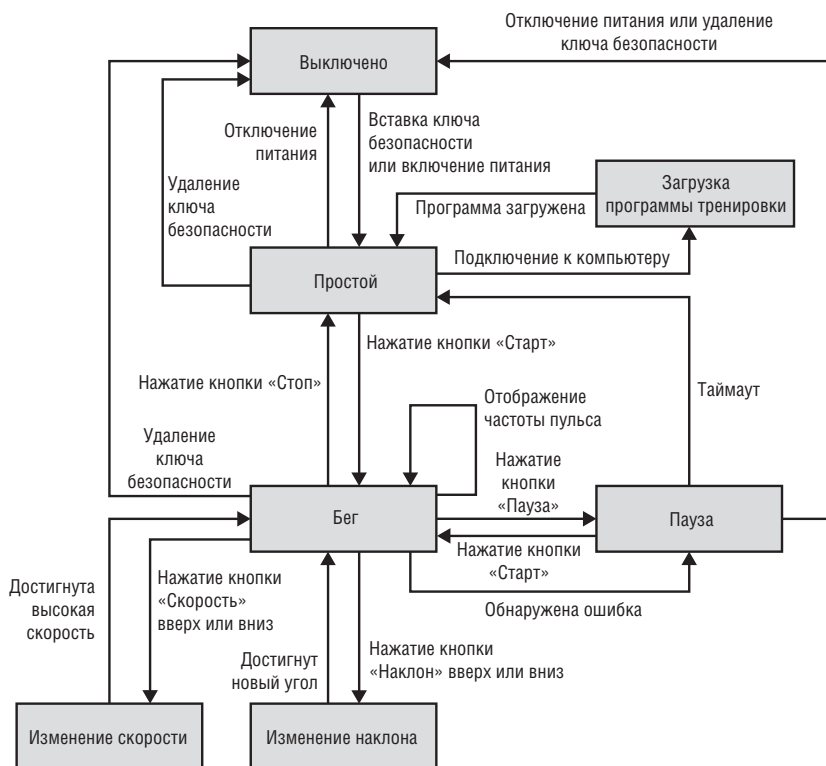 Отключение питания или удаление
ключа безопасности
Выключено
Отключение
питания
Вставка ключа
безопасности
или включение питания
Удаление
ключа
безопасности
Загрузка
программы тренировки
Программа загружена
Подключение к компьютеру
Простой
Нажатие кнопки «Старт»
Нажатие кнопки «Стоп»
Таймаут
Отображение
частоты пульса
Удаление
ключа
безопасности
Нажатие
кнопки
«Пауза»
Бег
Пауза
Нажатие кнопки
«Старт»
Обнаружена ошибка
Достигнута
высокая
скорость
Нажатие кнопки
«Скорость»
вверх или вниз
Достигнут
новый угол
Нажатие кнопки
«Наклон» вверх или вниз
Изменение скорости
Изменение наклона